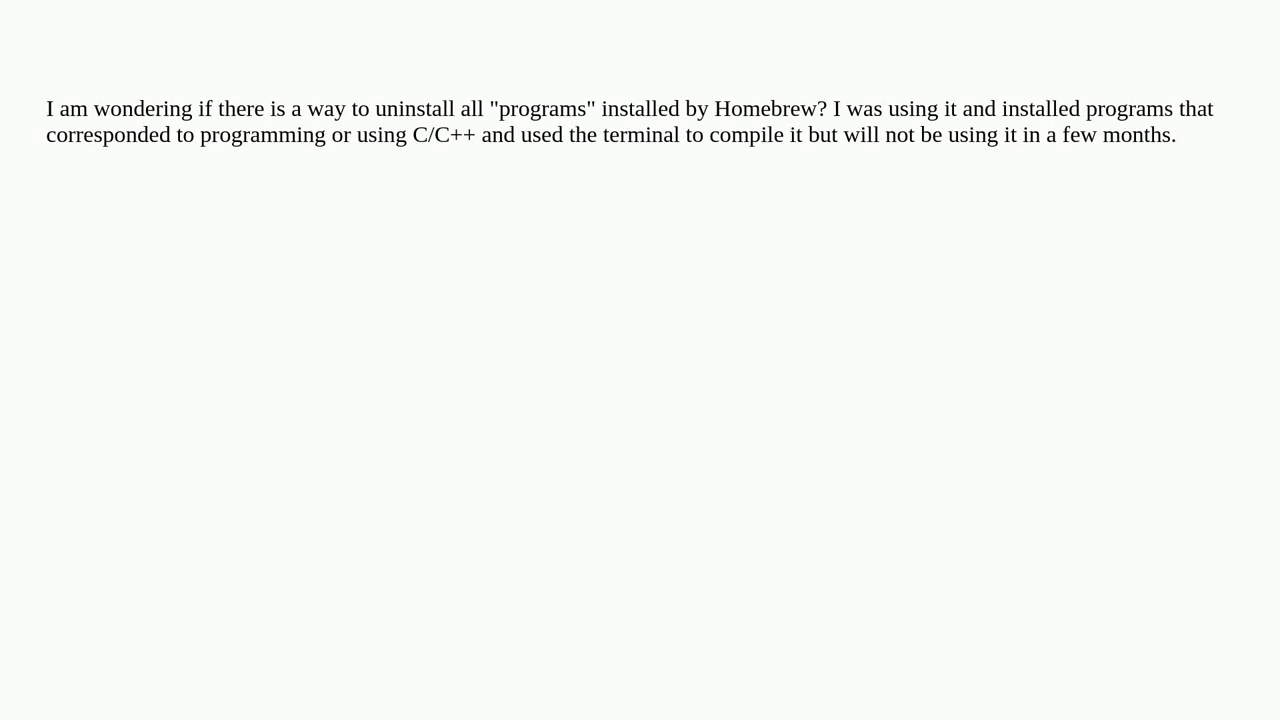 I am wondering if there is a way to uninstall all "programs" installed by Homebrew? I was using it and installed programs that
corresponded to programming or using C/C++ and used the terminal to compile it but will not be using it in a few months.